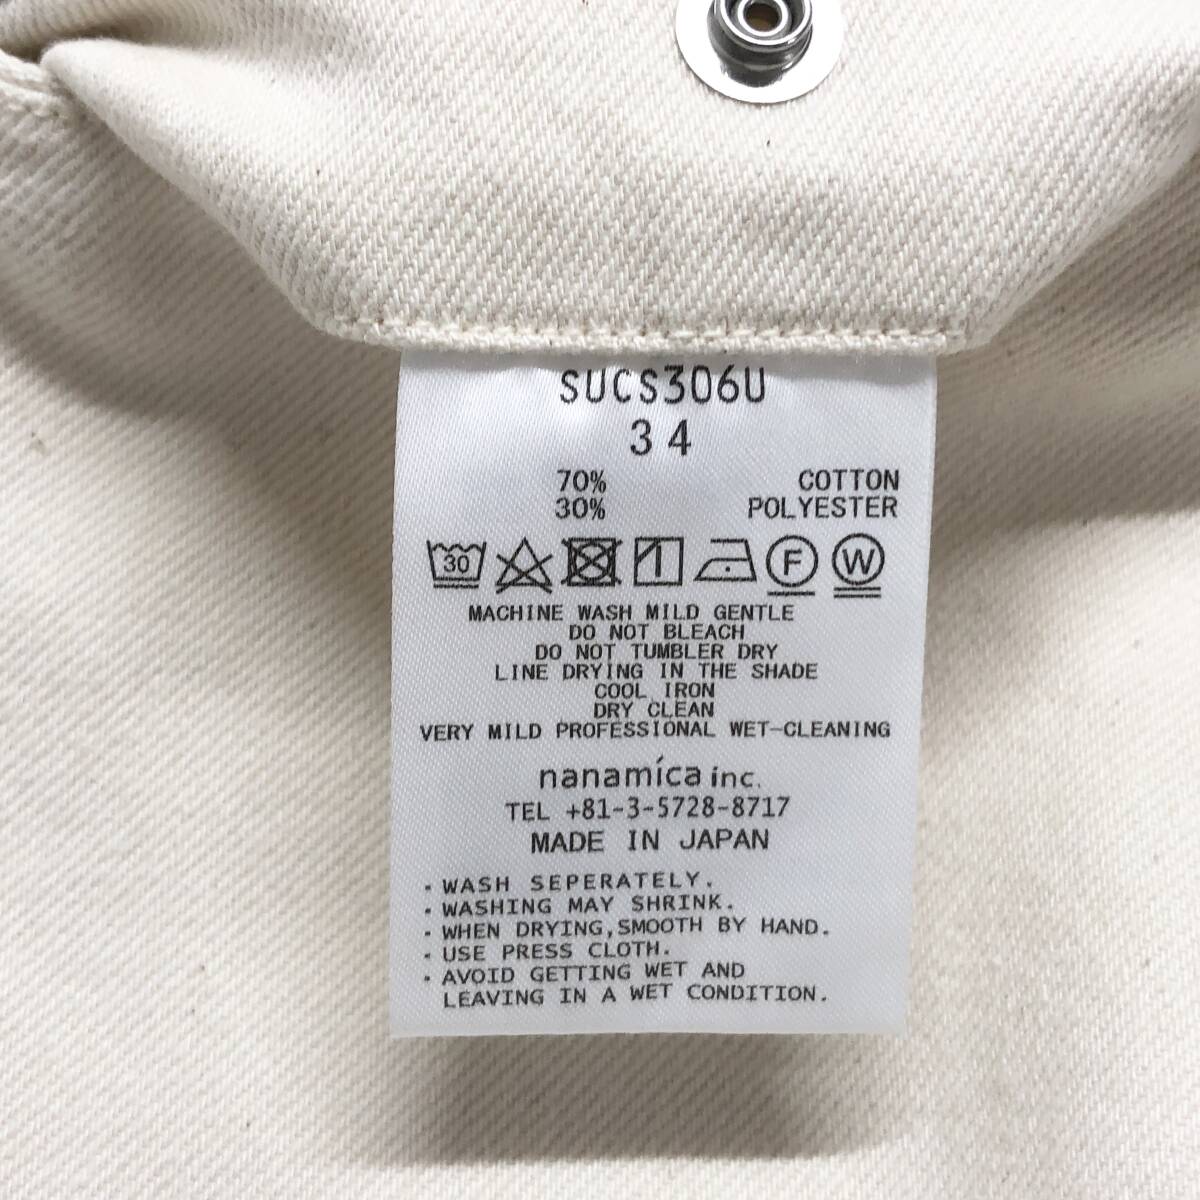 SUCS306U
34
70% COTTON
30% POLYESTER
30 F W
MACHINE WASH MILD GENTLE
DO NOT BLEACH
DO NOT TUMBLER DRY
LINE DRYING IN THE SHADE
COOL IRON
DRY CLEAN
VERY MILD PROFESSIONAL WET-CLEANING
nanamíca inc.
TEL +81-3-5728-8717
MADE IN JAPAN
・WASH SEPERATELY.
・WASHING MAY SHRINK.
・WHEN DRYING,SMOOTH BY HAND.
・USE PRESS CLOTH.
・AVOID GETTING WET AND
LEAVING IN A WET CONDITION.